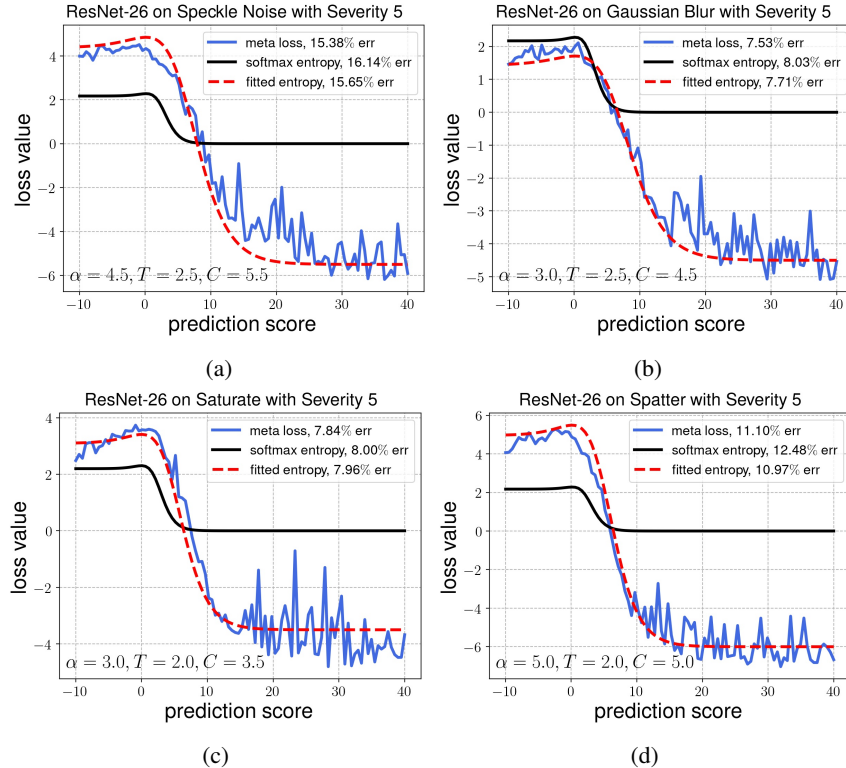 ResNet-26 on Speckle Noise with Severity 5
meta loss, 15.38% err
softmax entropy, 16.14% err
fitted entropy, 15.65% err
loss value
4
2
0
−2
−4
−6
α = 4.5, T = 2.5, C = 5.5
−10 0 10 20 30 40
prediction score
(a)
ResNet-26 on Gaussian Blur with Severity 5
meta loss, 7.53% err
softmax entropy, 8.03% err
fitted entropy, 7.71% err
loss value
2
1
0
−1
−2
−3
−4
−5
α = 3.0, T = 2.5, C = 4.5
−10 0 10 20 30 40
prediction score
(b)
ResNet-26 on Saturate with Severity 5
meta loss, 7.84% err
softmax entropy, 8.00% err
fitted entropy, 7.96% err
loss value
4
2
0
−2
−4
α = 3.0, T = 2.0, C = 3.5
−10 0 10 20 30 40
prediction score
(c)
ResNet-26 on Spatter with Severity 5
meta loss, 11.10% err
softmax entropy, 12.48% err
fitted entropy, 10.97% err
loss value
6
4
2
0
−2
−4
−6
α = 5.0, T = 2.0, C = 5.0
−10 0 10 20 30 40
prediction score
(d)